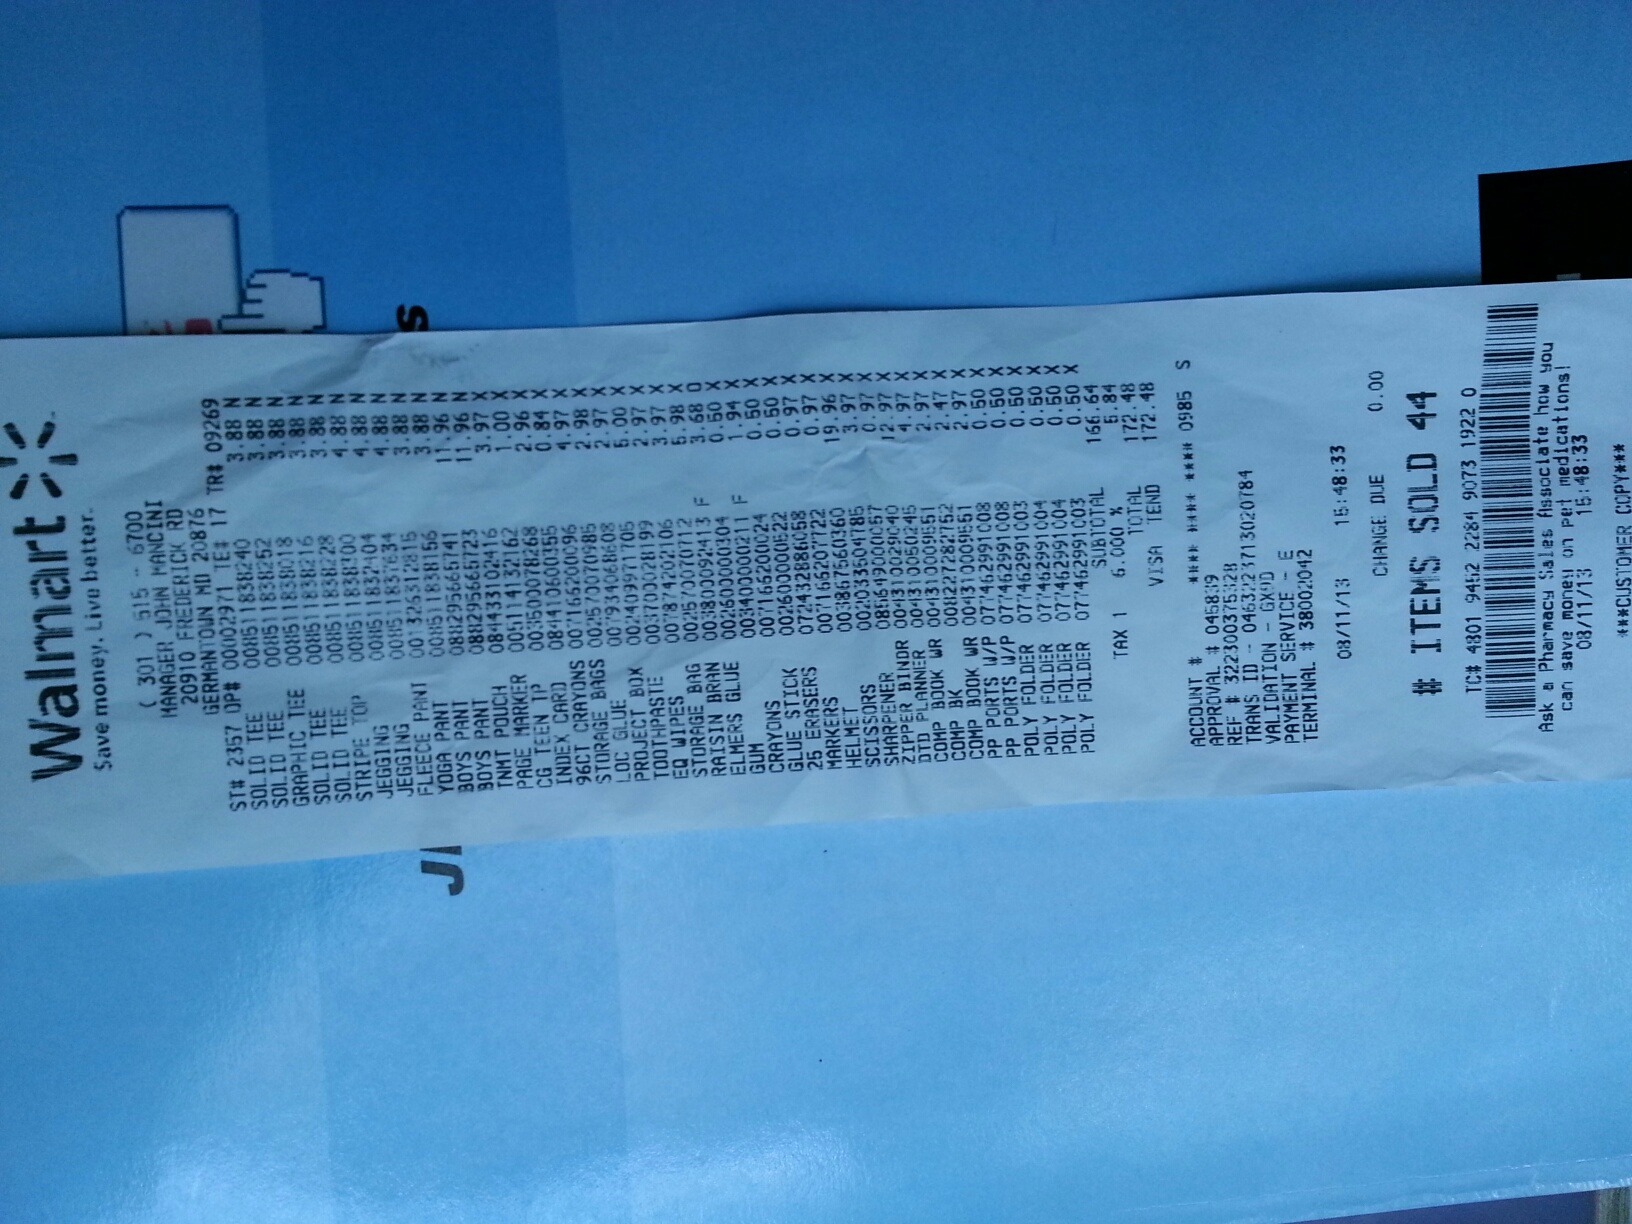 Walmart
Save money. Live better.
( 301 ) 515 - 6700
MANAGER JOHN MANCINI
20910 FREDERICK RD
GERMANTOWN MD 20876
ST# 2357 OP# 00002971 TE# 17 TR# 09269
SOLID TEE 008511838240 3.88 N
SOLID TEE 008511838252 3.88 N
GRAPHIC TEE 008511838018 3.88 N
SOLID TEE 008511838216 3.88 N
SOLID TEE 008511838228 3.88 N
STRIPE TOP 008511838300 4.88 N
JEGGING 008511832404 4.88 N
JEGGING 008511837634 4.88 N
FLEECE PANT 001326312815 3.88 N
YOGA PANT 008511838156 3.88 N
BOYS PANT 081295665741 11.96 N
BOYS PANT 081295665723 11.96 N
TNMT POUCH 084433102416 3.97 X
PAGE MARKER 005114132162 1.00 X
CG TEEN TP 003500078268 2.96 X
INDEX CARD 084410600355 0.84 X
96CT CRAYONS 007166200096 4.97 X
STORAGE BAGS 002570070985 2.98 X
LOC GLUE 007934068608 2.97 X
PROJECT BOX 002409971705 5.00 X
TOOTHPASTE 003700028199 2.97 X
EQ WIPES 007874202106 3.97 X
STORAGE BAG 002570070712 5.98 X
RAISIN BRAN 003800092413 F 3.68 O
ELMERS GLUE 002600000304 0.50 X
GUM 003400000211 F 1.94 X
CRAYONS 007166200024 0.50 X
GLUE STICK 002600000522 0.97 X
25 ERASERS 072432886058 0.97 X
MARKERS 007166207722 0.97 X
HELMET 003867560360 19.96 X
SCISSORS 002033604785 3.97 X
SHARPENER 085649000057 0.50 X
ZIPPER BINDR 004310029040 12.97 X
DTD PLANNER 004310050245 4.97 X
COMP BOOK WR 004310009551 2.97 X
COMP BK 008227282752 2.47 X
COMP BOOK WR 004310009551 2.97 X
PP PORTS W/P 077462991008 0.50 X
PP PORTS W/P 077462991008 0.50 X
POLY FOLDER 077462991003 0.50 X
POLY FOLDER 077462991004 0.50 X
POLY FOLDER 077462991004 0.50 X
POLY FOLDER 077462991003 0.50 X
SUBTOTAL 166.64
TAX 1 6.000 % 5.84
TOTAL 172.48
VISA TEND 172.48
ACCOUNT # **** **** **** 0985 S
APPROVAL # 045839
REF # 322300375328
TRANS ID - 0463223713020784
VALIDATION - GX9D
PAYMENT SERVICE - E
TERMINAL # 38002042
08/11/13 15:48:33
CHANGE DUE 0.00
# ITEMS SOLD 44
TC# 4801 9452 2284 9073 1922 0
Ask a Pharmacy Sales Associate how you
can save money on pet medications!
08/11/13 15:48:33
***CUSTOMER COPY***